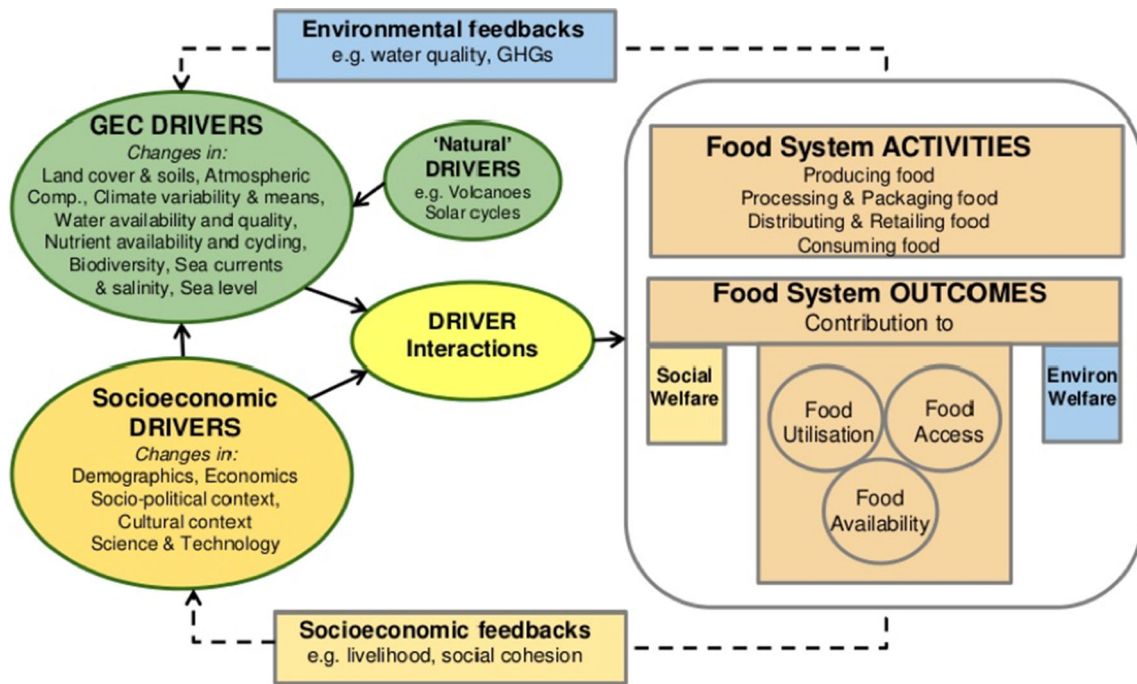 Environmental feedbacks
e.g. water quality, GHGs
GEC DRIVERS
Changes in:
Land cover & soils, Atmospheric
Comp., Climate variability & means,
Water availability and quality,
Nutrient availability and cycling,
Biodiversity, Sea currents
& salinity, Sea level
‘Natural’
DRIVERS
e.g. Volcanoes
Solar cycles
DRIVER
Interactions
Socioeconomic
DRIVERS
Changes in:
Demographics, Economics
Socio-political context,
Cultural context
Science & Technology
Food System ACTIVITIES
Producing food
Processing & Packaging food
Distributing & Retailing food
Consuming food
Food System OUTCOMES
Contribution to
Social
Welfare
Food
Utilisation
Food
Access
Food
Availability
Environ
Welfare
Socioeconomic feedbacks
e.g. livelihood, social cohesion